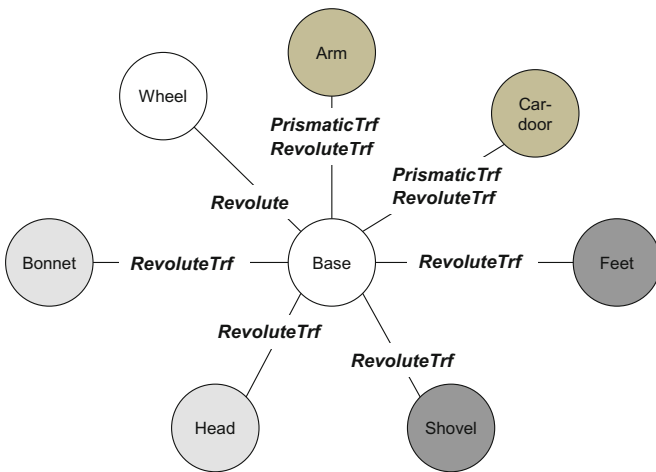 Arm
Wheel
Car-
door
PrismaticTrf
RevoluteTrf
PrismaticTrf
RevoluteTrf
Revolute
Bonnet
RevoluteTrf
Base
RevoluteTrf
Feet
RevoluteTrf
RevoluteTrf
Head
Shovel